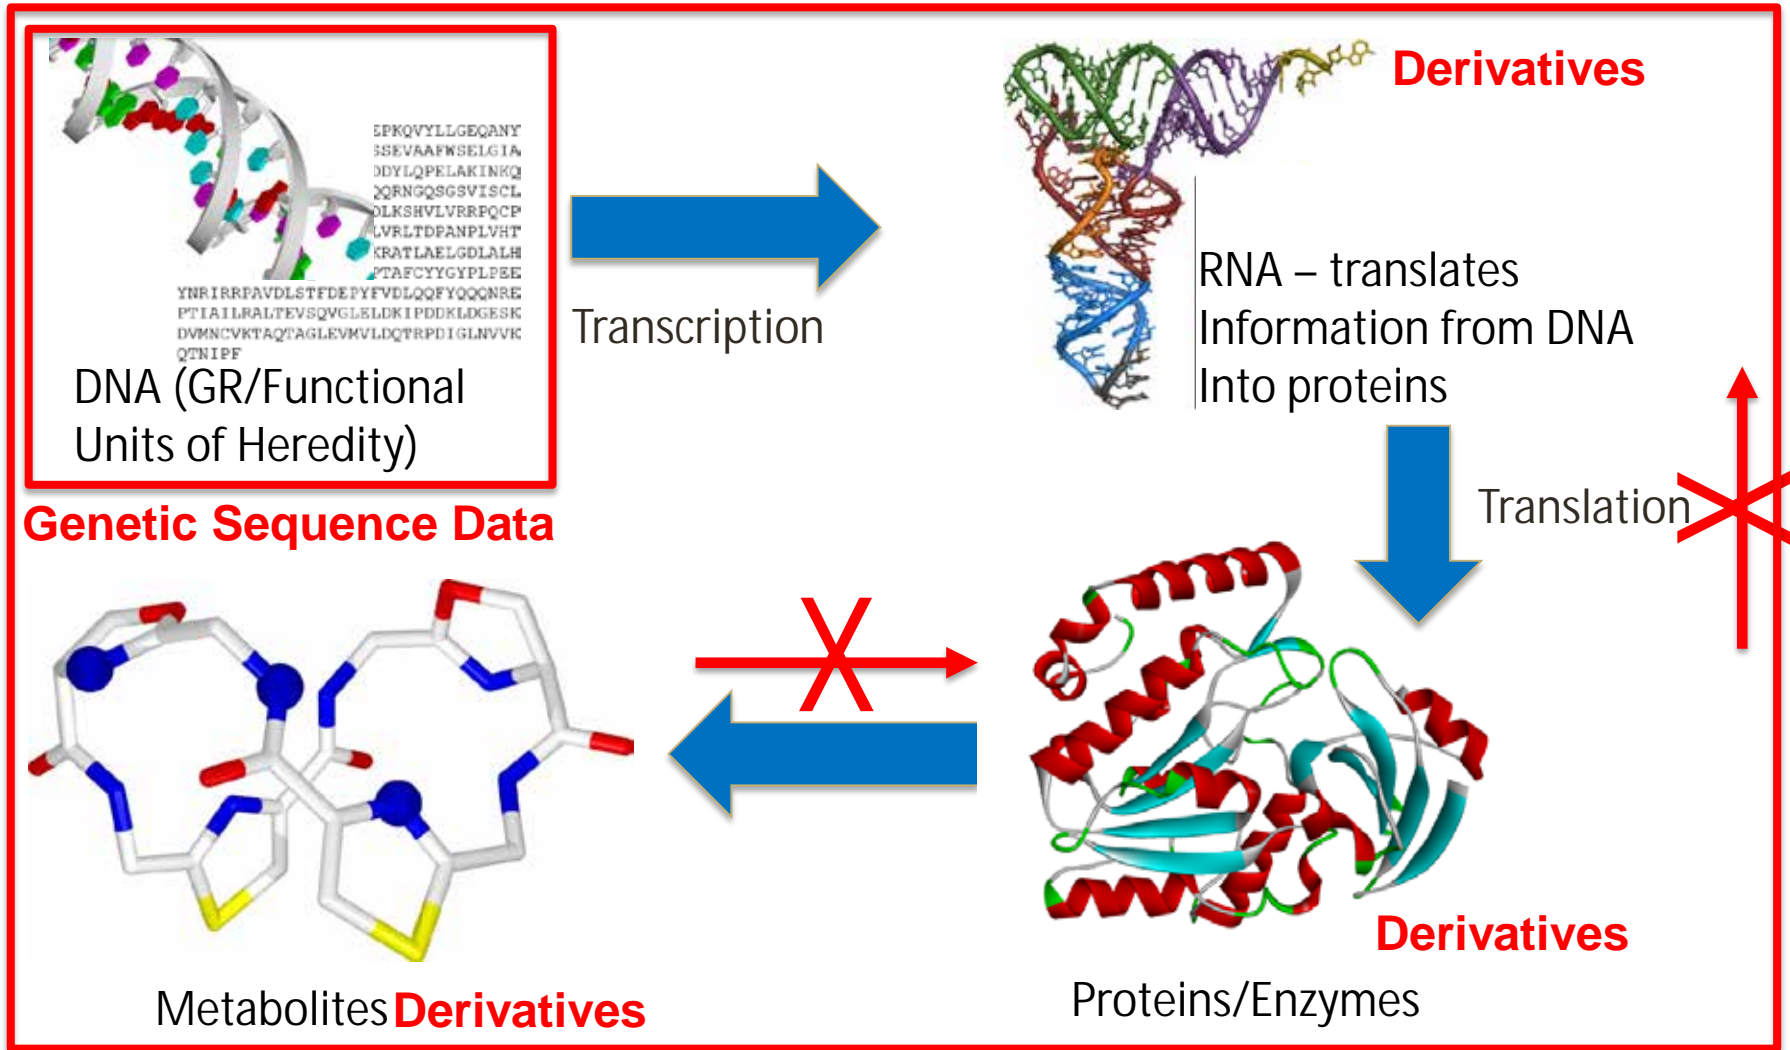 EPKQVYLLGEQANY
SSEVAAFWSELGIA
DDYLQPELAKINKQ
QQRNGQSGSVISCL
DLKSHVLVRRPQCP
LVRLTDPANPLVHT
KRATLAELGDLALH
PTAFCYYGYPLPEE
YNRIRRPAVDLSTFDEPYFVDLQQFYQQQNRE
PTIAILRALTEVSQVGLELDKIPDDKLDGESK
DVMNCVKTAQTAGLEVMVLDQTRPDIGLNVVK
QTNIPF
DNA (GR/Functional
Units of Heredity)
Genetic Sequence Data
Transcription
Derivatives
RNA – translates
Information from DNA
Into proteins
Translation
Metabolites Derivatives
Derivatives
Proteins/Enzymes